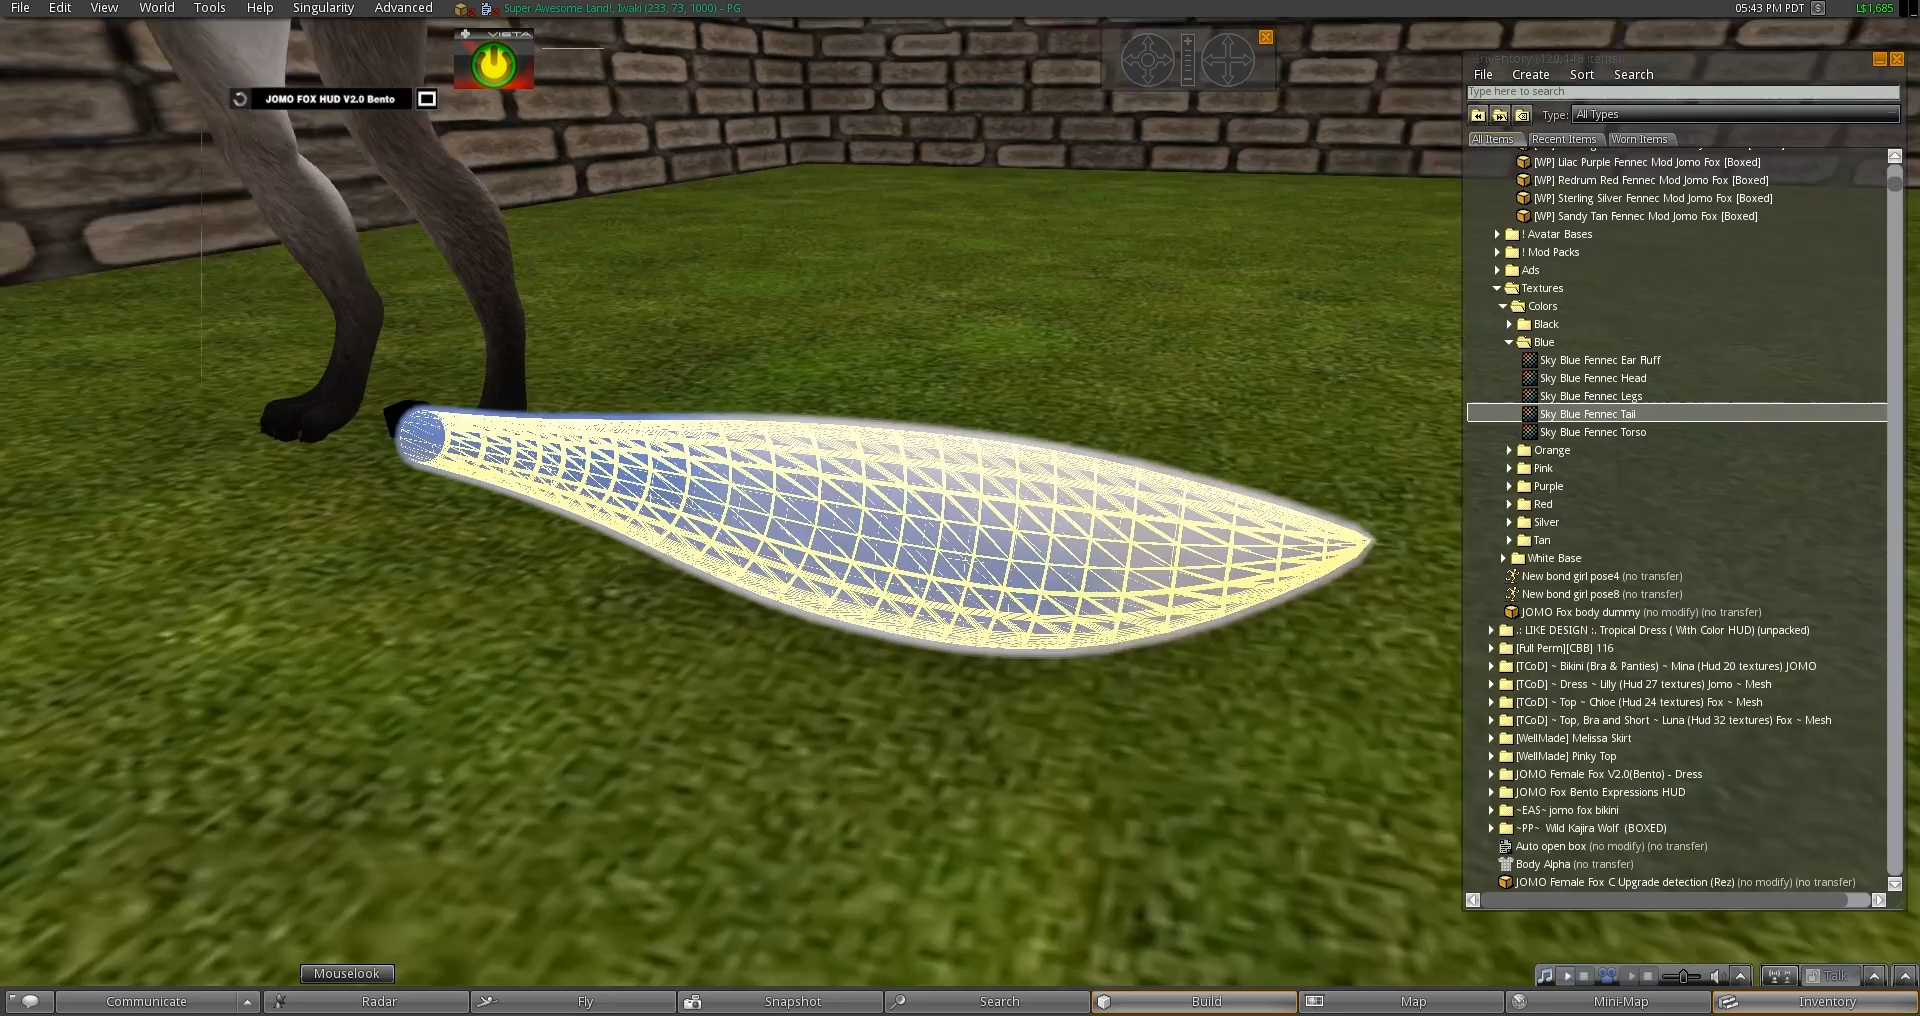 File Edit View World Tools Help Singularity Advanced
Super Awesome Land!, Iwaki (233, 73, 1000) - PG
05:43 PM PDT
L$1,685
VISTA
JOMO FOX HUD V2.0 Bento
File Create Sort Search
Type here to search
Type: All Types
All Items Recent Items Worn Items
[WP] Lilac Purple Fennec Mod Jomo Fox [Boxed]
[WP] Redrum Red Fennec Mod Jomo Fox [Boxed]
[WP] Sterling Silver Fennec Mod Jomo Fox [Boxed]
[WP] Sandy Tan Fennec Mod Jomo Fox [Boxed]
! Avatar Bases
! Mod Packs
Ads
Textures
Colors
Black
Blue
Sky Blue Fennec Ear Fluff
Sky Blue Fennec Head
Sky Blue Fennec Legs
Sky Blue Fennec Tail
Sky Blue Fennec Torso
Orange
Pink
Purple
Red
Silver
Tan
White Base
New bond girl pose4 (no transfer)
New bond girl pose8 (no transfer)
JOMO Fox body dummy (no modify) (no transfer)
.: LIKE DESIGN :. Tropical Dress ( With Color HUD) (unpacked)
[Full Perm][CBB] 116
[TCoD] ~ Bikini (Bra & Panties) ~ Mina (Hud 20 textures) JOMO
[TCoD] ~ Dress ~ Lilly (Hud 27 textures) Jomo ~ Mesh
[TCoD] ~ Top ~ Chloe (Hud 24 textures) Fox ~ Mesh
[TCoD] ~ Top, Bra and Short ~ Luna (Hud 32 textures) Fox ~ Mesh
[WellMade] Melissa Skirt
[WellMade] Pinky Top
JOMO Female Fox V2.0(Bento) - Dress
JOMO Fox Bento Expressions HUD
~EAS~ jomo fox bikini
~PP~ Wild Kajira Wolf (BOXED)
Auto open box (no modify) (no transfer)
Body Alpha (no transfer)
JOMO Female Fox C Upgrade detection (Rez) (no modify) (no transfer)
Mouselook
Talk
Communicate Radar Fly Snapshot Search Build Map Mini-Map Inventory